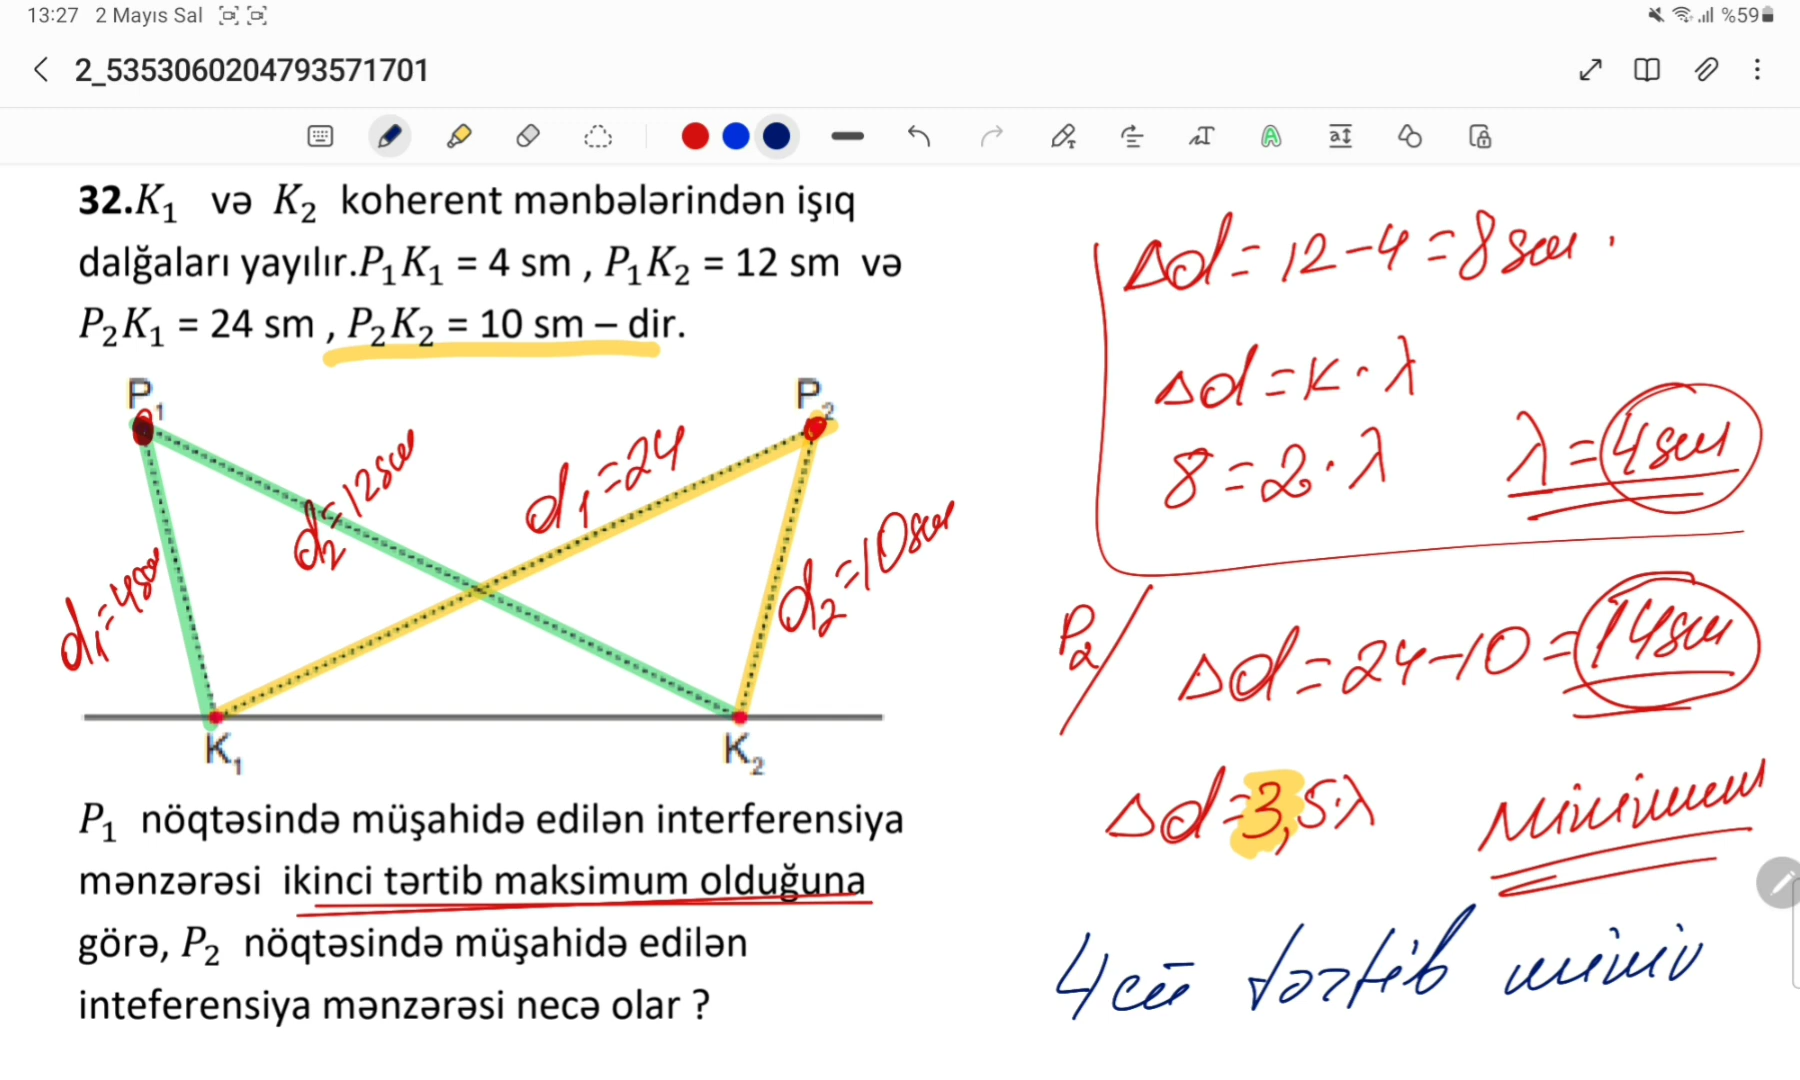 13:27 2 Mayıs Sal %59
2_5353060204793571701
32.K₁ və K₂ koherent mənbələrindən işıq
dalğaları yayılır.P₁K₁ = 4 sm , P₁K₂ = 12 sm və
P₂K₁ = 24 sm , P₂K₂ = 10 sm – dir.
P₁
P₂
d₁=4sm
d₂=12sm
d₁=24
d₂=10sm
K₁
K₂
P₁ nöqtəsində müşahidə edilən interferensiya
mənzərəsi ikinci tərtib maksimum olduğuna
görə, P₂ nöqtəsində müşahidə edilən
inteferensiya mənzərəsi necə olar ?
Δd=12-4=8sm.
Δd=K·λ
8=2·λ λ=4sm
P₂/ Δd=24-10=14sm
Δd=3,5·λ Minimum
4cü tərtib mini